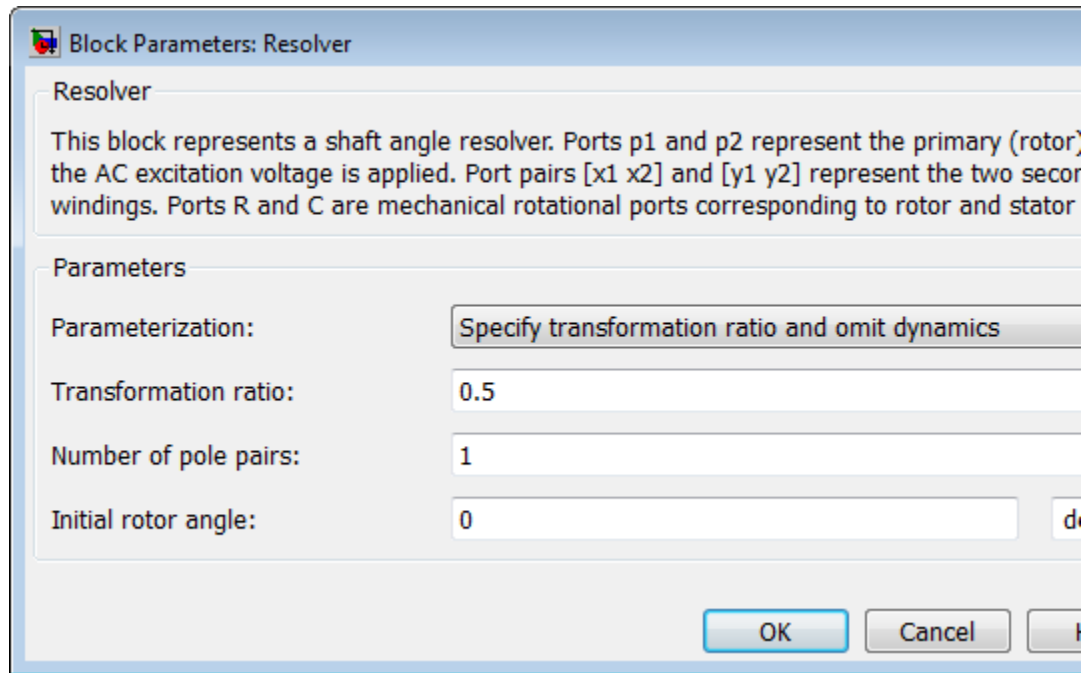 Block Parameters: Resolver
Resolver
This block represents a shaft angle resolver. Ports p1 and p2 represent the primary (rotor)
the AC excitation voltage is applied. Port pairs [x1 x2] and [y1 y2] represent the two
windings. Ports R and C are mechanical rotational ports corresponding to rotor and stator
Parameters
Parameterization: Specify transformation ratio and omit dynamics
Transformation ratio: 0.5
Number of pole pairs: 1
Initial rotor angle: 0
OK Cancel